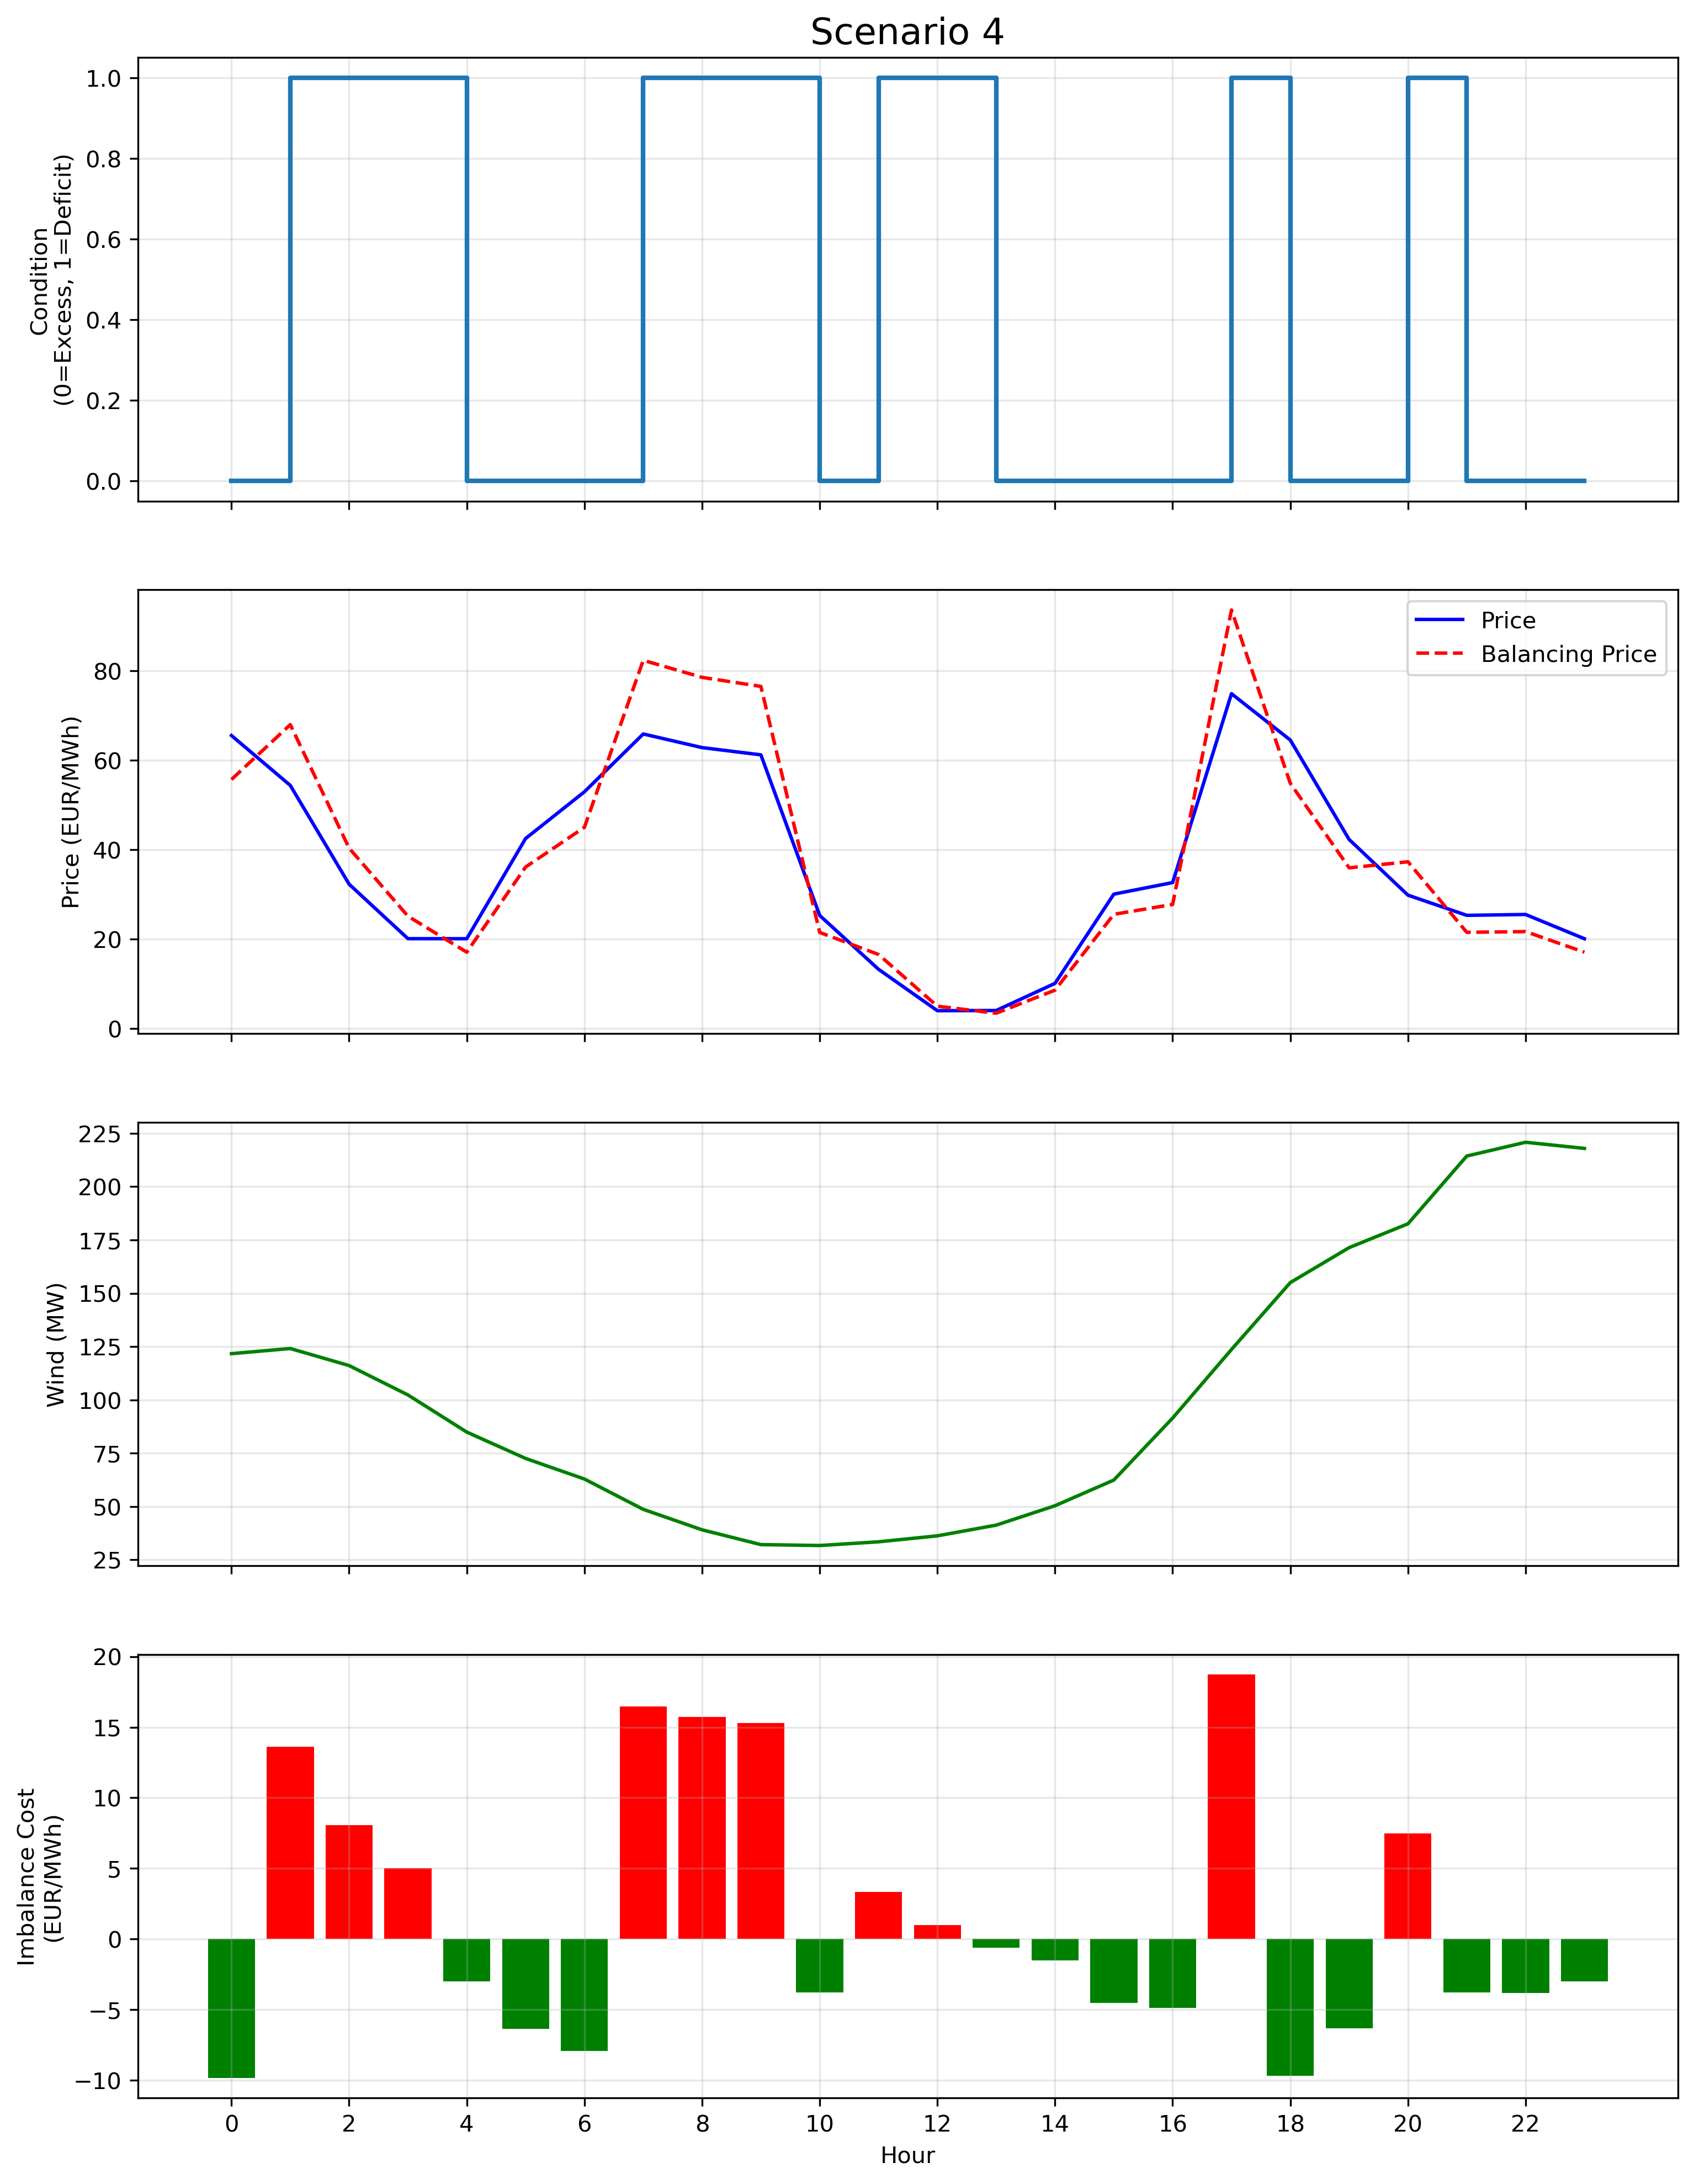 Scenario 4
1.0
0.8
0.6
0.4
0.2
0.0
Condition
(0=Excess, 1=Deficit)
80
60
40
20
0
Price (EUR/MWh)
Price
Balancing Price
225
200
175
150
125
100
75
50
25
Wind (MW)
20
15
10
5
0
−5
−10
Imbalance Cost
(EUR/MWh)
0 2 4 6 8 10 12 14 16 18 20 22
Hour